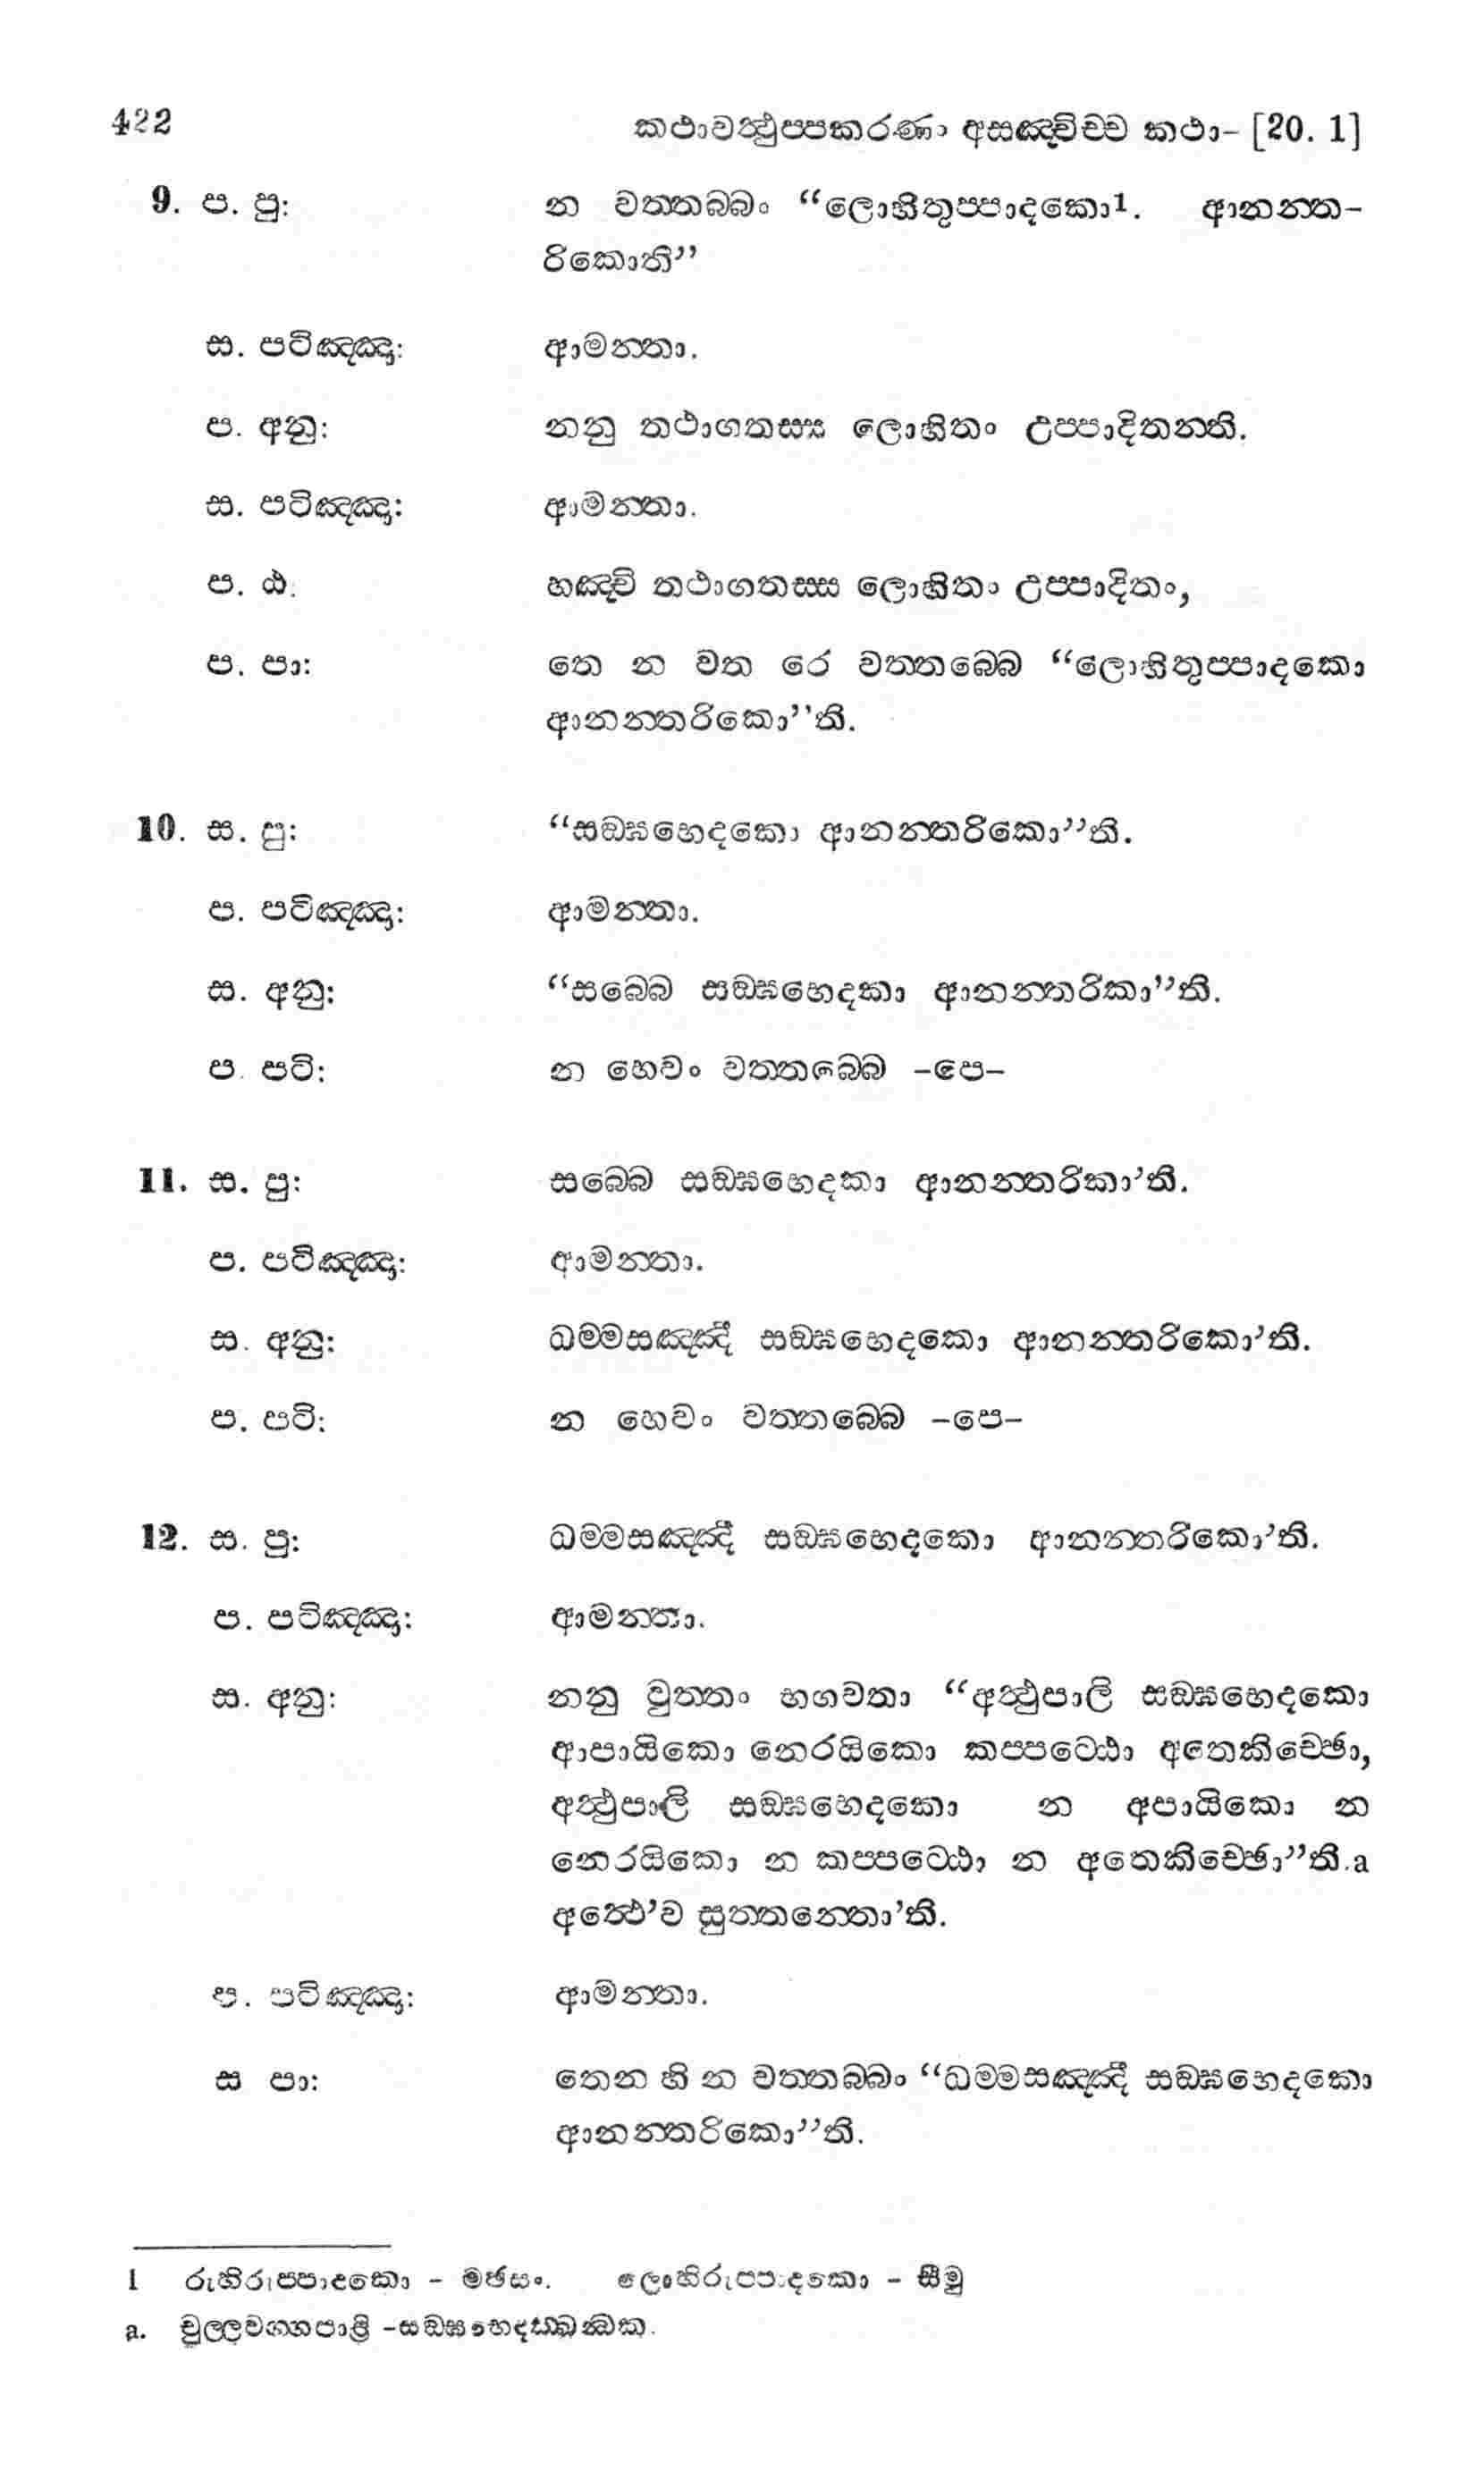 422 කථාවත්‍ථුප්පකරණං අසඤ්චිච්ච කථා– [20. 1]
9. ප. පු: න වත්තබ්බං “ලොහිතුප්පාදකො1. ආනන්ත–
රිකොති”
ස. පටිඤ්ඤා: ආමන්තා.
ප. අනු: නනු තථාගතස්ස ලොහිතං උප්පාදිතන්ති.
ස. පටිඤ්ඤා: ආමන්තා.
ප. ඨ: හඤ්චි තථාගතස්ස ලොහිතං උප්පාදිතං,
ප. පා: තෙ න වත රෙ වත්තබ්බෙ “ලොහිතුප්පාදකො
ආනන්තරිකො”ති.
10. ස. පු: “සඞ්ඝභෙදකො ආනන්තරිකො”ති.
ප. පටිඤ්ඤා: ආමන්තා.
ස. අනු: “සබ්බෙ සඞ්ඝභෙදකා ආනන්තරිකා”ති.
ප. පටි: න හෙවං වත්තබ්බෙ –පෙ–
11. ස. පු: සබ්බෙ සඞ්ඝභෙදකා ආනන්තරිකා’ති.
ප. පටිඤ්ඤා: ආමන්තා.
ස. අනු: ධම්මසඤ්ඤී සඞ්ඝභෙදකො ආනන්තරිකො’ති.
ප. පටි: න හෙවං වත්තබ්බෙ –පෙ–
12. ස. පු: ධම්මසඤ්ඤී සඞ්ඝභෙදකො ආනන්තරිකො’ති.
ප. පටිඤ්ඤා: ආමන්තා.
ස. අනු: නනු වුත්තං භගවතා “අත්‍ථුපාලි සඞ්ඝභෙදකො
ආපායිකො නෙරයිකො කප්පට්ඨො අතෙකිච්ඡො,
අත්‍ථුපාලි සඞ්ඝභෙදකො න අපායිකො න
නෙරයිකො න කප්පට්ඨො න අතෙකිච්ඡො”ති.a
අත්‍ථෙ’ව සුත්තන්තො’ති.
ප. පටිඤ්ඤා: ආමන්තා.
ස පා: තෙන හි න වත්තබ්බං “ධම්මසඤ්ඤී සඞ්ඝභෙදකො
ආනන්තරිකො”ති.
1 රුහිරුප්පාදකො – මඡසං. ලොහිරුප්පාදකො – සීමු
a. චුල්ලවග්ගපාළි –සඞ්ඝභෙදක්ඛන්ධක.